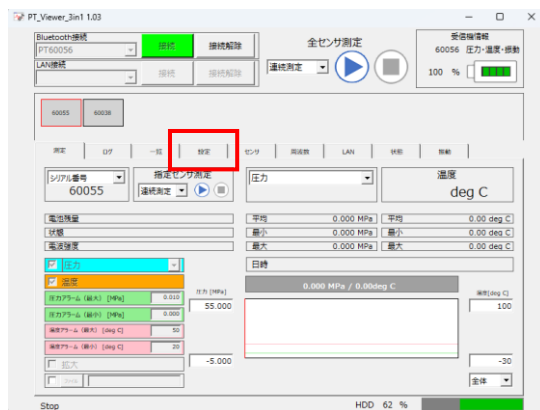 PT_Viewer_3in1 1.03
Bluetooth接続
PT60056 接続 接続解除
LAN接続
接続 接続解除
全センサ測定
連続測定
受信機情報
60056 圧力・温度・振動
100 %
60055 60038
測定 ログ 一括 設定 センサ 周波数 LAN 状態 振動
シリアル番号
60055
指定センサ測定
連続測定
圧力
温度
deg C
電池残量
状態
電波強度
平均 0.000 MPa 平均 0.00 deg C
最小 0.000 MPa 最小 0.00 deg C
最大 0.000 MPa 最大 0.00 deg C
圧力
温度
圧力アラーム (最大) [MPa] 0.010
圧力アラーム (最小) [MPa] 0.000
温度アラーム (最大) [deg C] 50
温度アラーム (最小) [deg C] 20
拡大
日時
0.000 MPa / 0.00deg C
圧力 [MPa]
55.000
-5.000
温度[deg C]
100
-30
全体
Stop
HDD 62 %